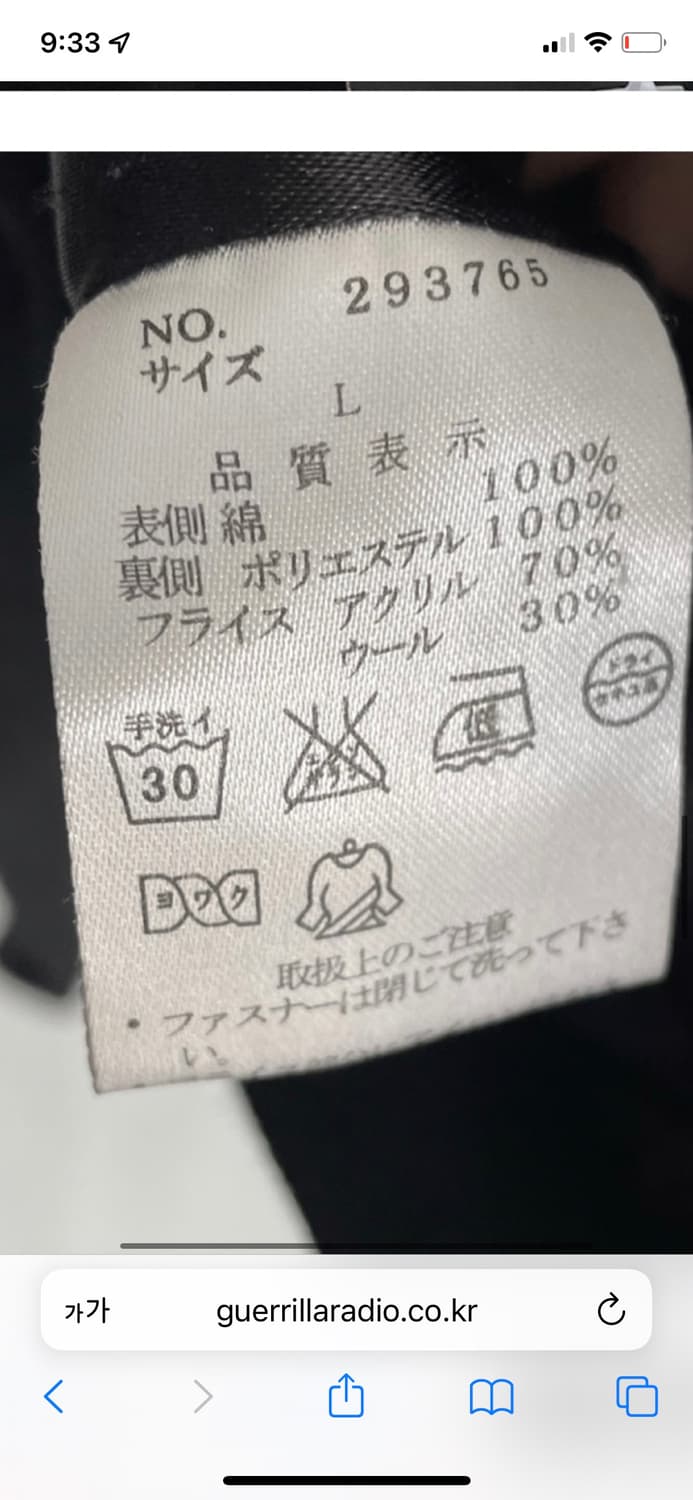 9:33
NO. 293765
サイズ
L
品質表示
表側 綿 100%
裏側 ポリエステル 100%
フライス アクリル 70%
ウール 30%
手洗イ
30
低
ドライ
ヨワク
取扱上のご注意
・ファスナーは閉じて洗って下さ
い。
가가 guerrillaradio.co.kr